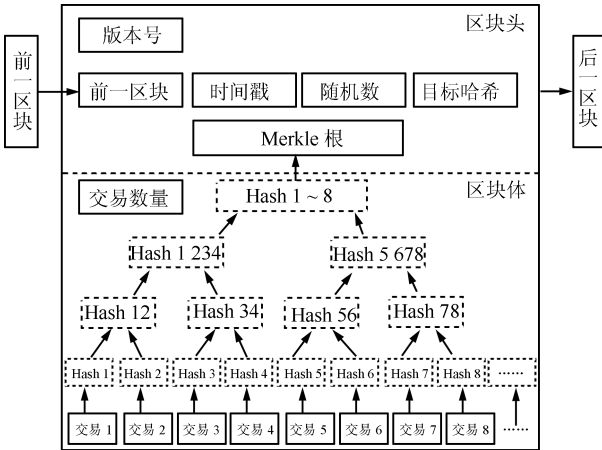 区块头
版本号
前一区块
前一区块
时间戳
随机数
目标哈希
后一区块
Merkle 根
区块体
交易数量
Hash 1 ~ 8
Hash 1 234
Hash 5 678
Hash 12
Hash 34
Hash 56
Hash 78
Hash 1
Hash 2
Hash 3
Hash 4
Hash 5
Hash 6
Hash 7
Hash 8
……
交易 1
交易 2
交易 3
交易 4
交易 5
交易 6
交易 7
交易 8
……